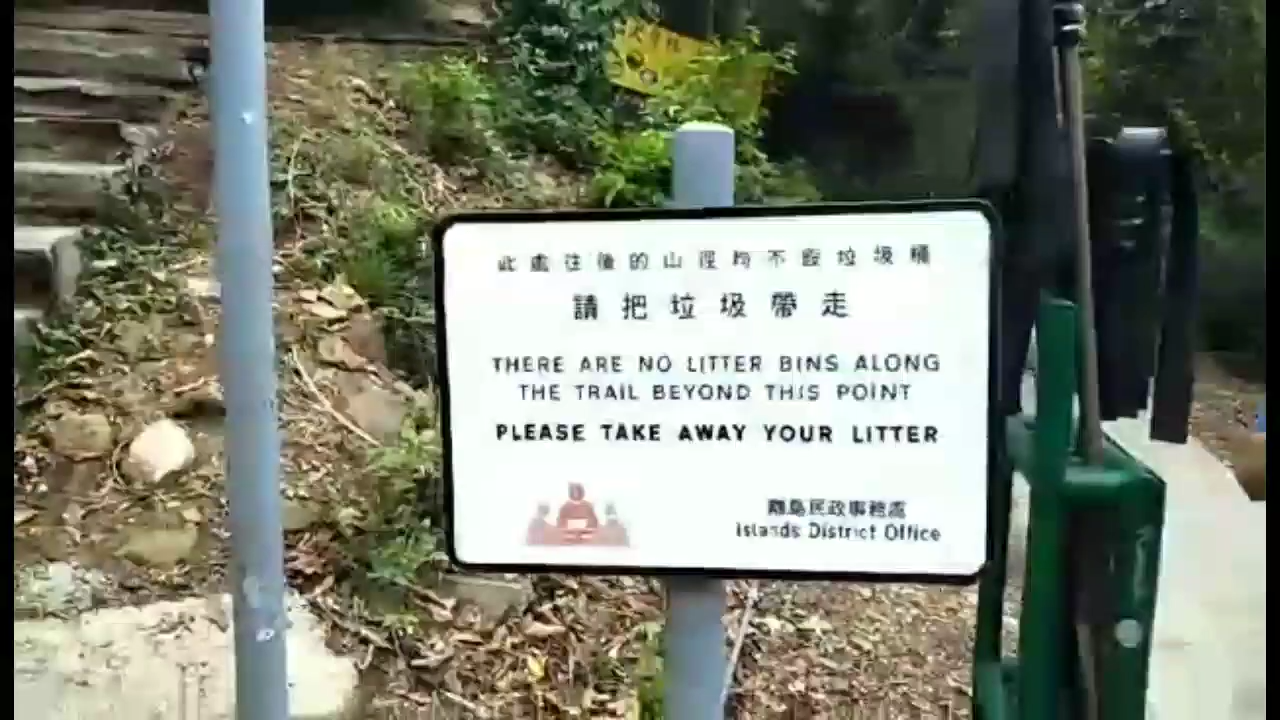 此處往後的山徑均不設垃圾桶
請把垃圾帶走
THERE ARE NO LITTER BINS ALONG
THE TRAIL BEYOND THIS POINT
PLEASE TAKE AWAY YOUR LITTER
離島民政事務處
Islands District Office